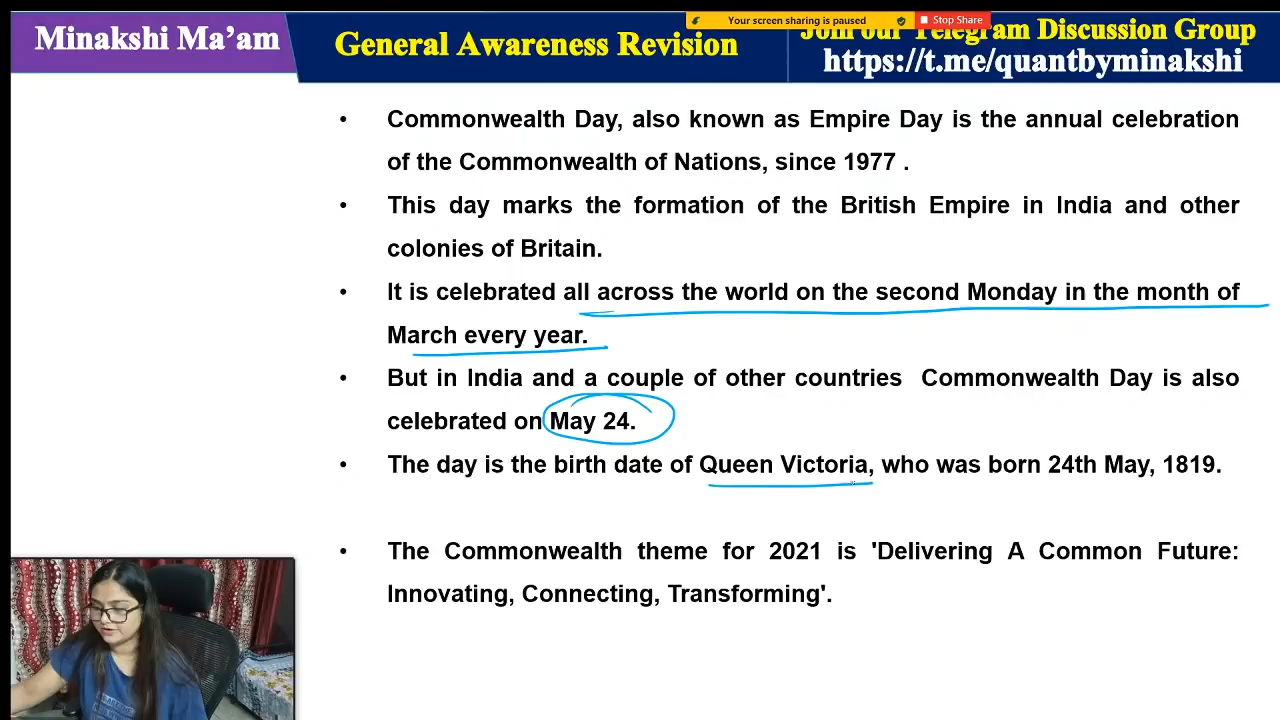 Your screen sharing is paused
Stop Share
Minakshi Ma'am
General Awareness Revision
Join our Telegram Discussion Group
https://t.me/quantbyminakshi
• Commonwealth Day, also known as Empire Day is the annual celebration
of the Commonwealth of Nations, since 1977 .
• This day marks the formation of the British Empire in India and other
colonies of Britain.
• It is celebrated all across the world on the second Monday in the month of
March every year.
• But in India and a couple of other countries Commonwealth Day is also
celebrated on May 24.
• The day is the birth date of Queen Victoria, who was born 24th May, 1819.
• The Commonwealth theme for 2021 is 'Delivering A Common Future:
Innovating, Connecting, Transforming'.